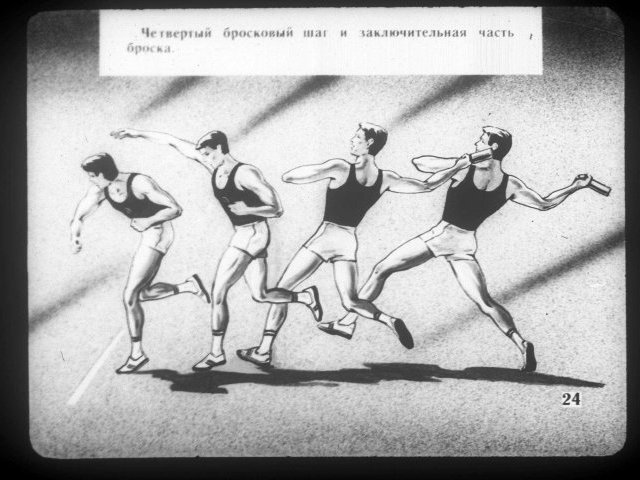 Четвертый бросковый шаг и заключительная часть
броска.
24